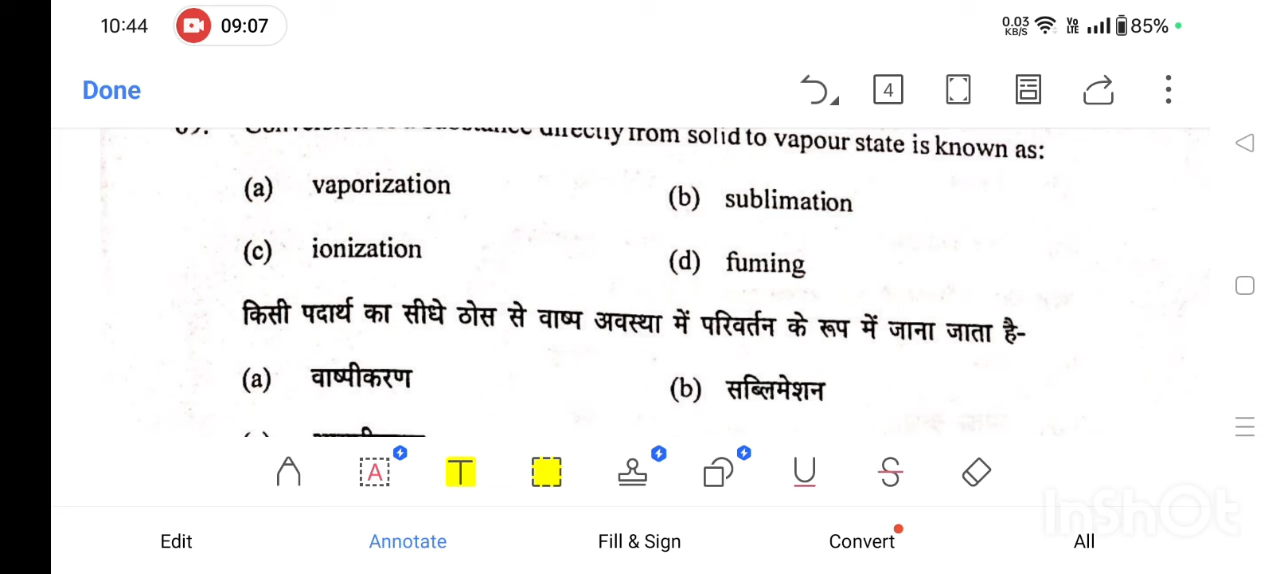 10:44 09:07 0.03 KB/S Vo LTE 85%
Done 4
directly from solid to vapour state is known as:
(a) vaporization (b) sublimation
(c) ionization (d) fuming
किसी पदार्थ का सीधे ठोस से वाष्प अवस्था में परिवर्तन के रूप में जाना जाता है-
(a) वाष्पीकरण (b) सब्लिमेशन
A T U S
InShOt
Edit Annotate Fill & Sign Convert All